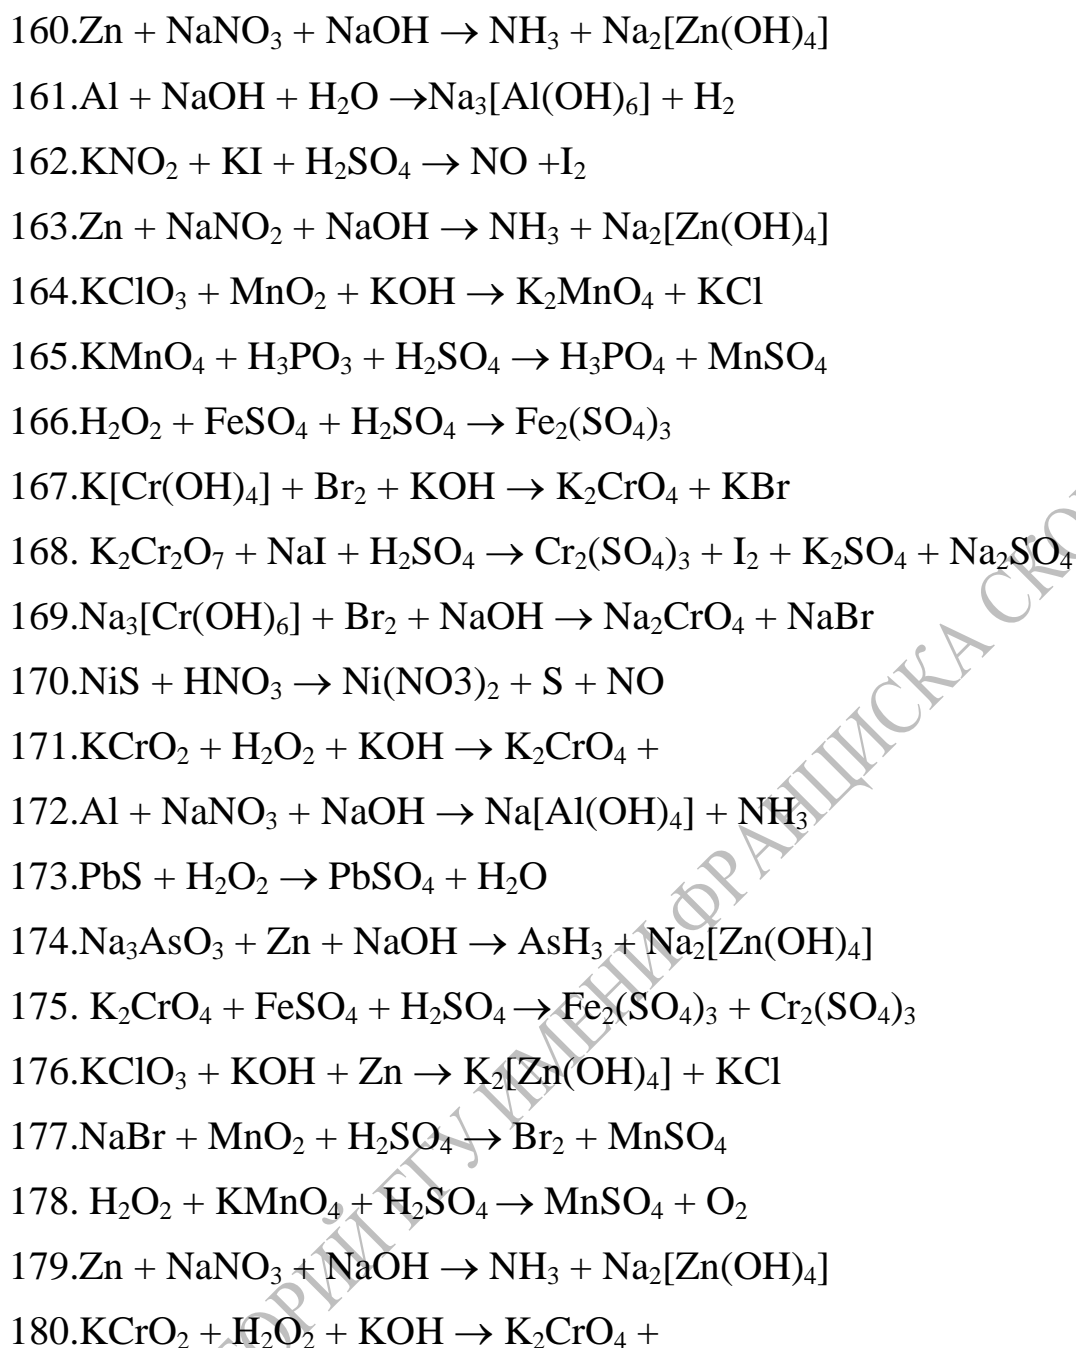 160.Zn + NaNO₃ + NaOH → NH₃ + Na₂[Zn(OH)₄]
161.Al + NaOH + H₂O →Na₃[Al(OH)₆] + H₂
162.KNO₂ + KI + H₂SO₄ → NO +I₂
163.Zn + NaNO₂ + NaOH → NH₃ + Na₂[Zn(OH)₄]
164.KClO₃ + MnO₂ + KOH → K₂MnO₄ + KCl
165.KMnO₄ + H₃PO₃ + H₂SO₄ → H₃PO₄ + MnSO₄
166.H₂O₂ + FeSO₄ + H₂SO₄ → Fe₂(SO₄)₃
167.K[Cr(OH)₄] + Br₂ + KOH → K₂CrO₄ + KBr
168. K₂Cr₂O₇ + NaI + H₂SO₄ → Cr₂(SO₄)₃ + I₂ + K₂SO₄ + Na₂SO₄
169.Na₃[Cr(OH)₆] + Br₂ + NaOH → Na₂CrO₄ + NaBr
170.NiS + HNO₃ → Ni(NO3)₂ + S + NO
171.KCrO₂ + H₂O₂ + KOH → K₂CrO₄ +
172.Al + NaNO₃ + NaOH → Na[Al(OH)₄] + NH₃
173.PbS + H₂O₂ → PbSO₄ + H₂O
174.Na₃AsO₃ + Zn + NaOH → AsH₃ + Na₂[Zn(OH)₄]
175. K₂CrO₄ + FeSO₄ + H₂SO₄ → Fe₂(SO₄)₃ + Cr₂(SO₄)₃
176.KClO₃ + KOH + Zn → K₂[Zn(OH)₄] + KCl
177.NaBr + MnO₂ + H₂SO₄ → Br₂ + MnSO₄
178. H₂O₂ + KMnO₄ + H₂SO₄ → MnSO₄ + O₂
179.Zn + NaNO₃ + NaOH → NH₃ + Na₂[Zn(OH)₄]
180.KCrO₂ + H₂O₂ + KOH → K₂CrO₄ +
ГГУ ИМЕНИ ФРАНЦИСКА